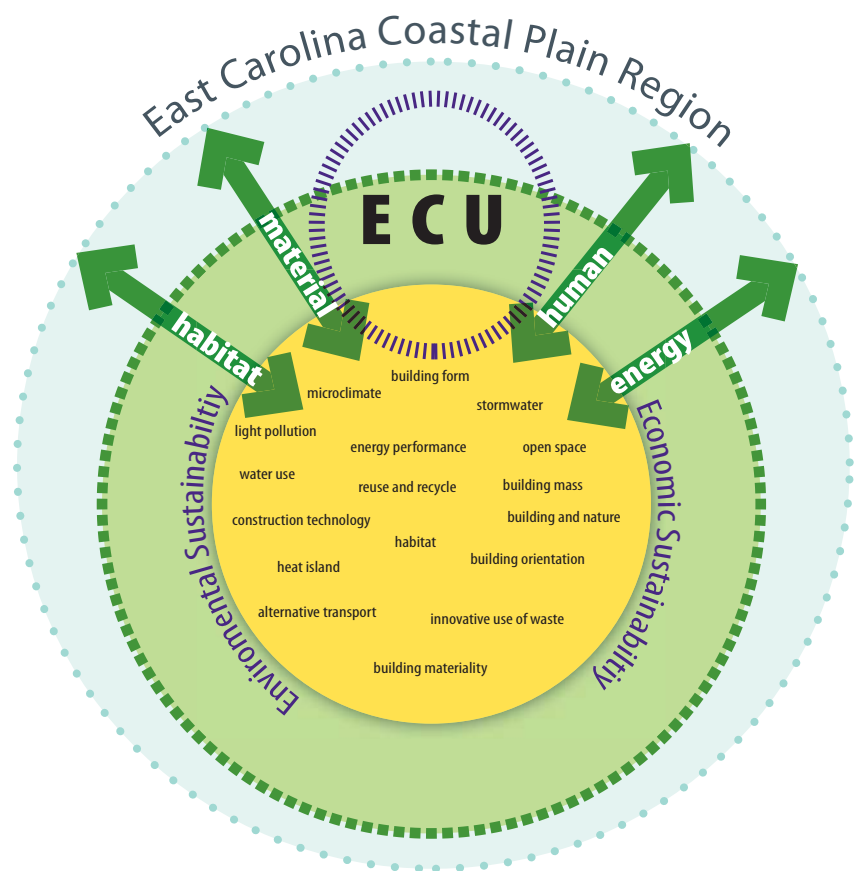 East Carolina Coastal Plain Region
ECU
material
human
habitat
energy
Enviromental Sustainabilitiy
Economic Sustainabiltiy
building form
microclimate
stormwater
light pollution
energy performance
open space
water use
reuse and recycle
building mass
construction technology
building and nature
habitat
building orientation
heat island
alternative transport
innovative use of waste
building materiality